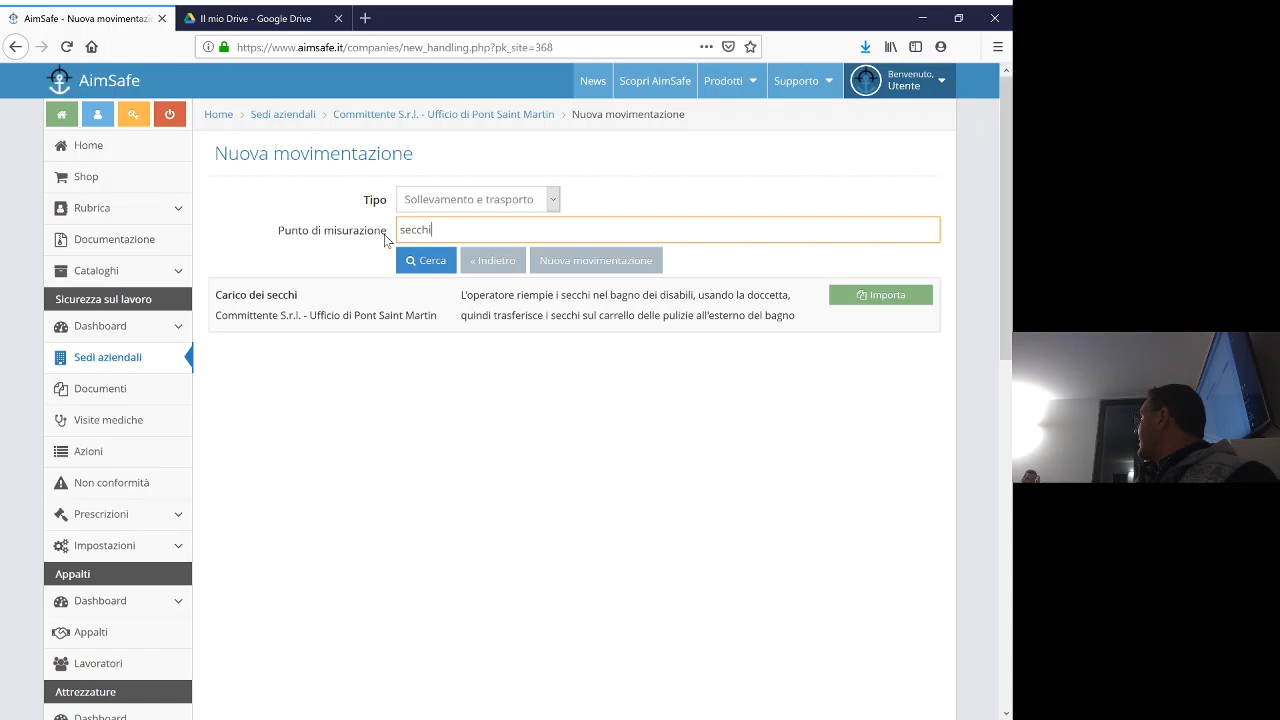 AimSafe - Nuova movimentazi
Il mio Drive - Google Drive
https://www.aimsafe.it/companies/new_handling.php?pk_site=368
AimSafe
News
Scopri AimSafe
Prodotti
Supporto
Benvenuto,
Utente
Home
Sedi aziendali
Committente S.r.l. - Ufficio di Pont Saint Martin
Nuova movimentazione
Home
Shop
Rubrica
Documentazione
Cataloghi
Sicurezza sul lavoro
Dashboard
Sedi aziendali
Documenti
Visite mediche
Azioni
Non conformità
Prescrizioni
Impostazioni
Appalti
Dashboard
Appalti
Lavoratori
Attrezzature
Dashboard
Nuova movimentazione
Tipo
Sollevamento e trasporto
Punto di misurazione
secchi
Cerca
« Indietro
Nuova movimentazione
Carico dei secchi
Committente S.r.l. - Ufficio di Pont Saint Martin
L'operatore riempie i secchi nel bagno dei disabili, usando la doccetta,
quindi trasferisce i secchi sul carrello delle pulizie all'esterno del bagno
Importa